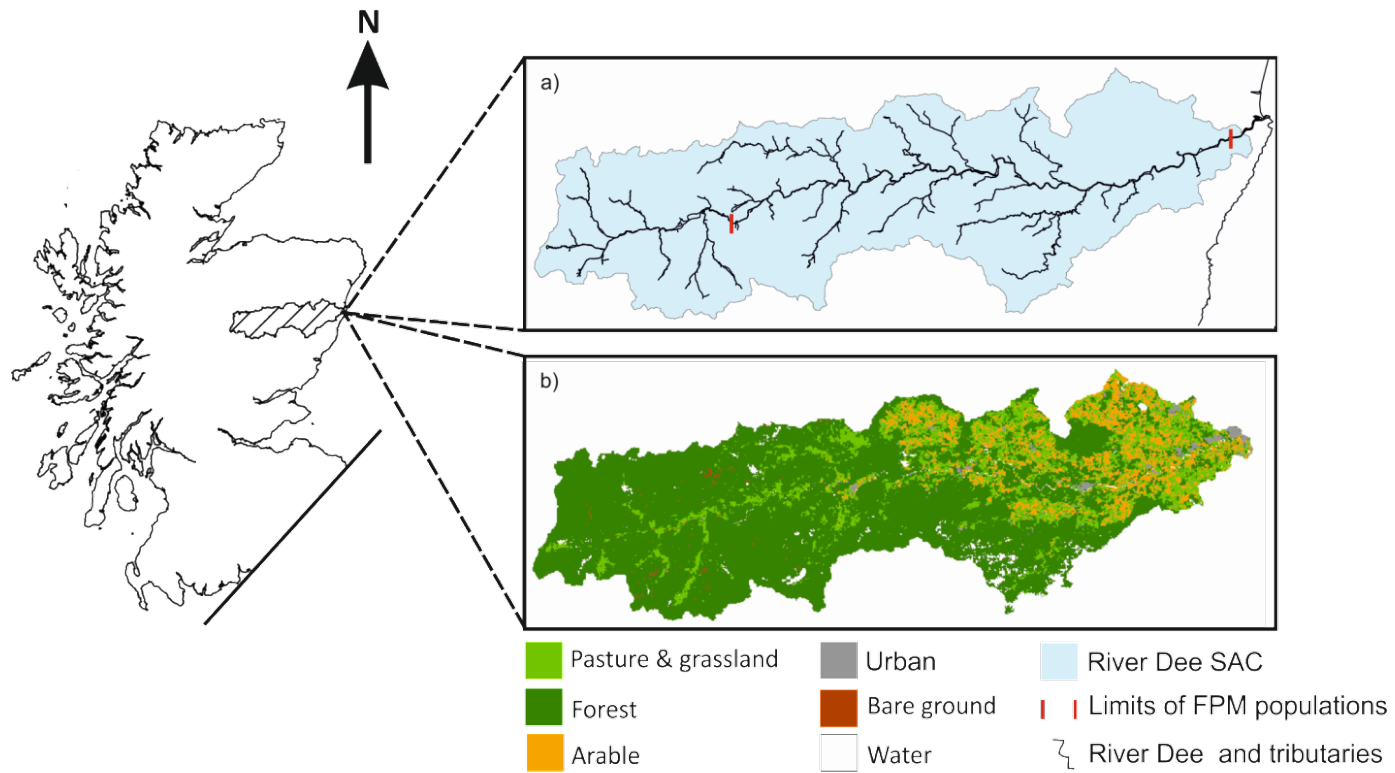 N
a)
b)
Pasture & grassland
Urban
River Dee SAC
Forest
Bare ground
Limits of FPM populations
Arable
Water
River Dee and tributaries